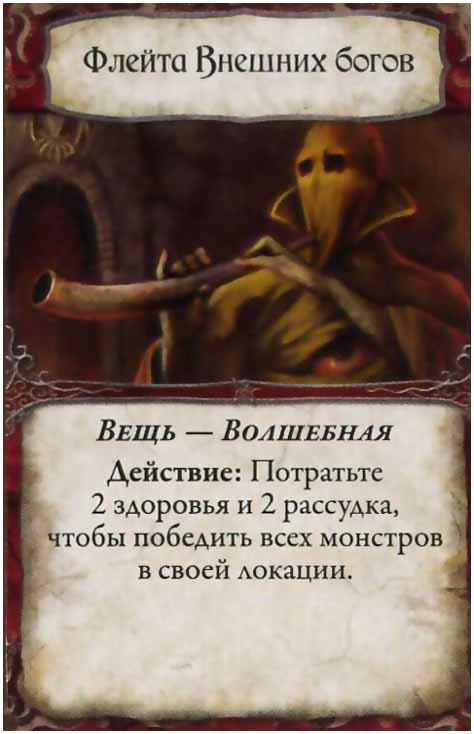 Флейта Внешних богов
Вещь — Волшебная
Действие: Потратьте
2 здоровья и 2 рассудка,
чтобы победить всех монстров
в своей локации.